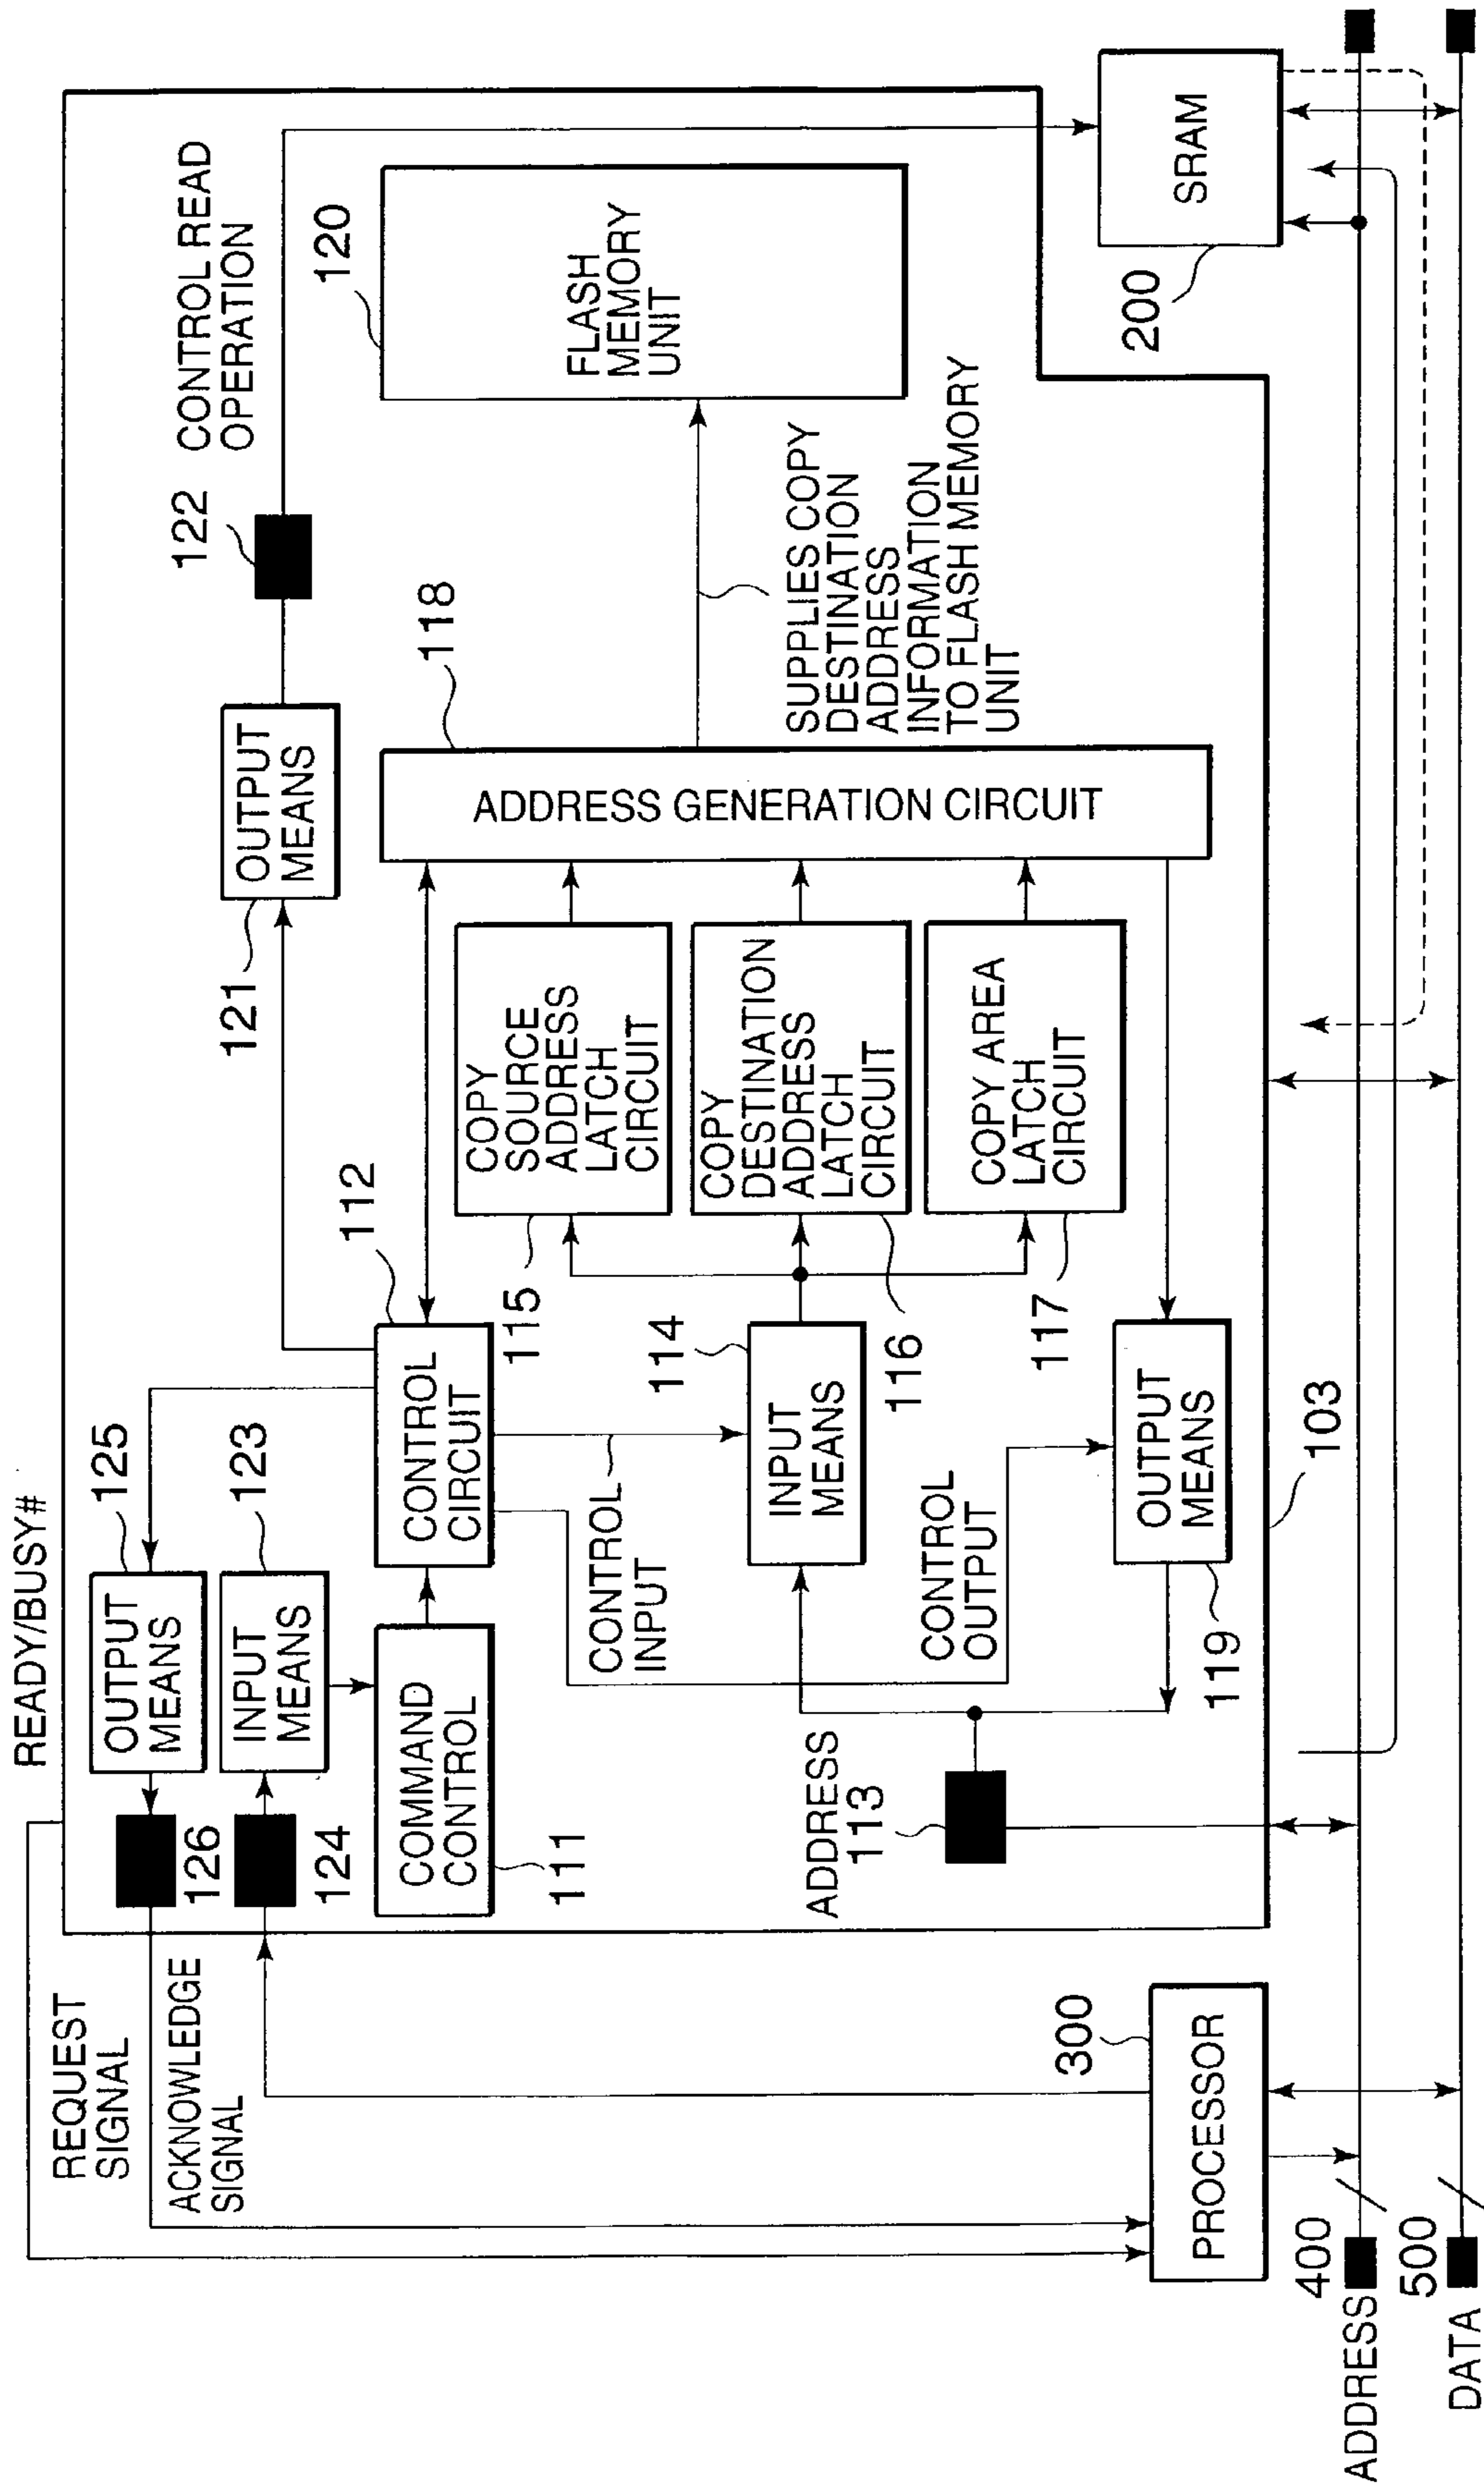 READY/BUSY#
REQUEST
SIGNAL
ACKNOWLEDGE
SIGNAL
OUTPUT
MEANS
125
126
INPUT
MEANS
123
124
COMMAND
CONTROL
111
CONTROL
CIRCUIT
112
OUTPUT
MEANS
121
122
CONTROL READ
OPERATION
CONTROL
INPUT
INPUT
MEANS
114
CONTROL
OUTPUT
ADDRESS
113
OUTPUT
MEANS
119
COPY
SOURCE
ADDRESS
LATCH
CIRCUIT
115
COPY
DESTINATION
ADDRESS
LATCH
CIRCUIT
116
COPY AREA
LATCH
CIRCUIT
117
ADDRESS GENERATION CIRCUIT
118
SUPPLIES COPY
DESTINATION
ADDRESS
INFORMATION
TO FLASH MEMORY
UNIT
FLASH
MEMORY
UNIT
120
103
PROCESSOR
300
SRAM
200
400
ADDRESS
500
DATA